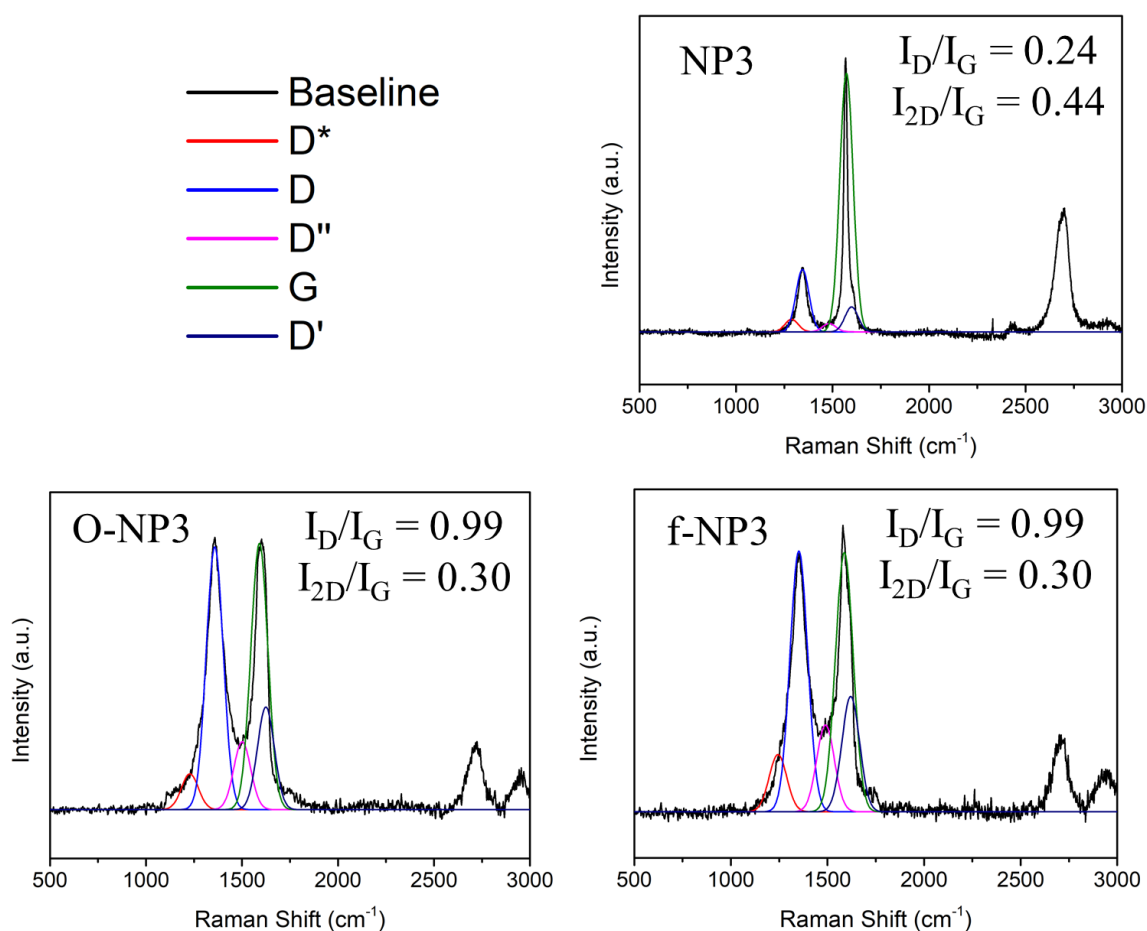 Baseline
D*
D
D"
G
D'
NP3
I_D/I_G = 0.24
I_2D/I_G = 0.44
Intensity (a.u.)
500 1000 1500 2000 2500 3000
Raman Shift (cm⁻¹)
O-NP3
I_D/I_G = 0.99
I_2D/I_G = 0.30
Intensity (a.u.)
500 1000 1500 2000 2500 3000
Raman Shift (cm⁻¹)
f-NP3
I_D/I_G = 0.99
I_2D/I_G = 0.30
Intensity (a.u.)
500 1000 1500 2000 2500 3000
Raman Shift (cm⁻¹)